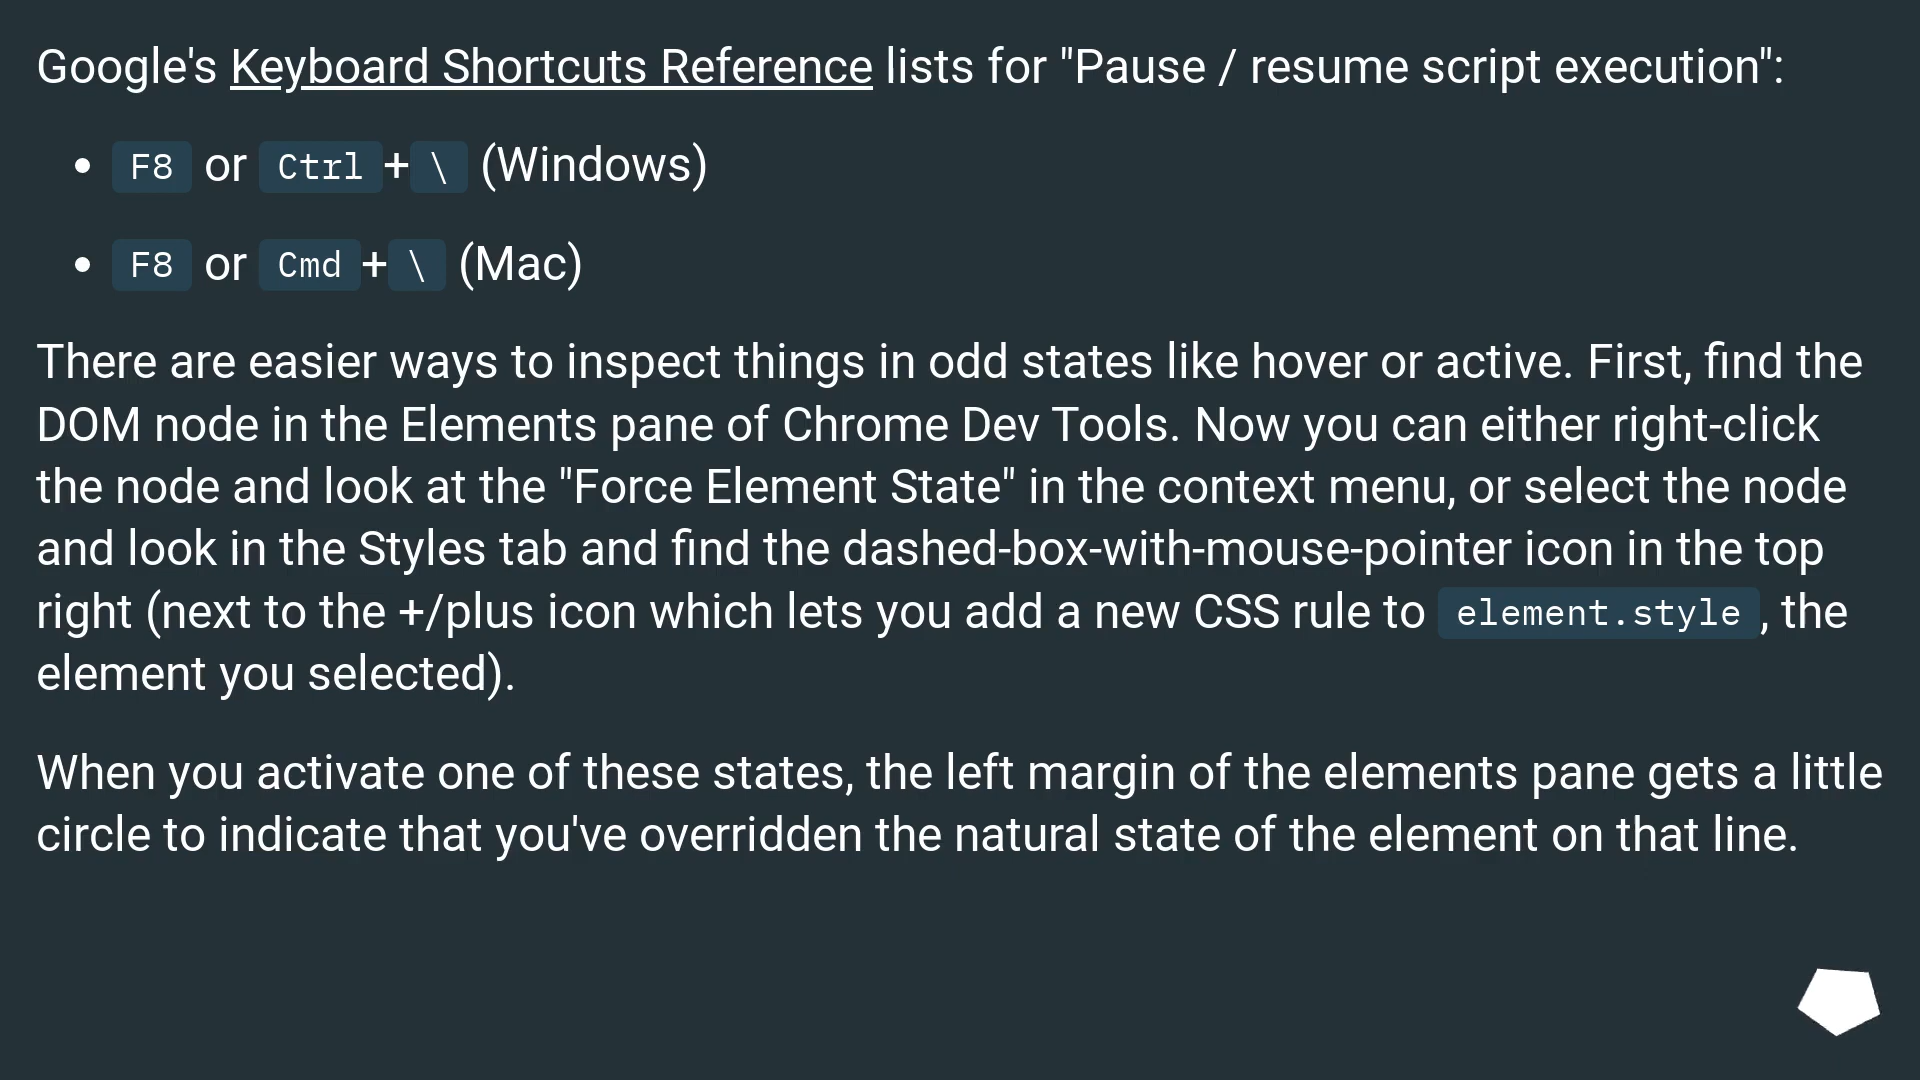 Google's Keyboard Shortcuts Reference lists for "Pause / resume script execution":
• F8 or Ctrl+\ (Windows)
• F8 or Cmd+\ (Mac)
There are easier ways to inspect things in odd states like hover or active. First, find the
DOM node in the Elements pane of Chrome Dev Tools. Now you can either right-click
the node and look at the "Force Element State" in the context menu, or select the node
and look in the Styles tab and find the dashed-box-with-mouse-pointer icon in the top
right (next to the +/plus icon which lets you add a new CSS rule to element.style, the
element you selected).
When you activate one of these states, the left margin of the elements pane gets a little
circle to indicate that you've overridden the natural state of the element on that line.